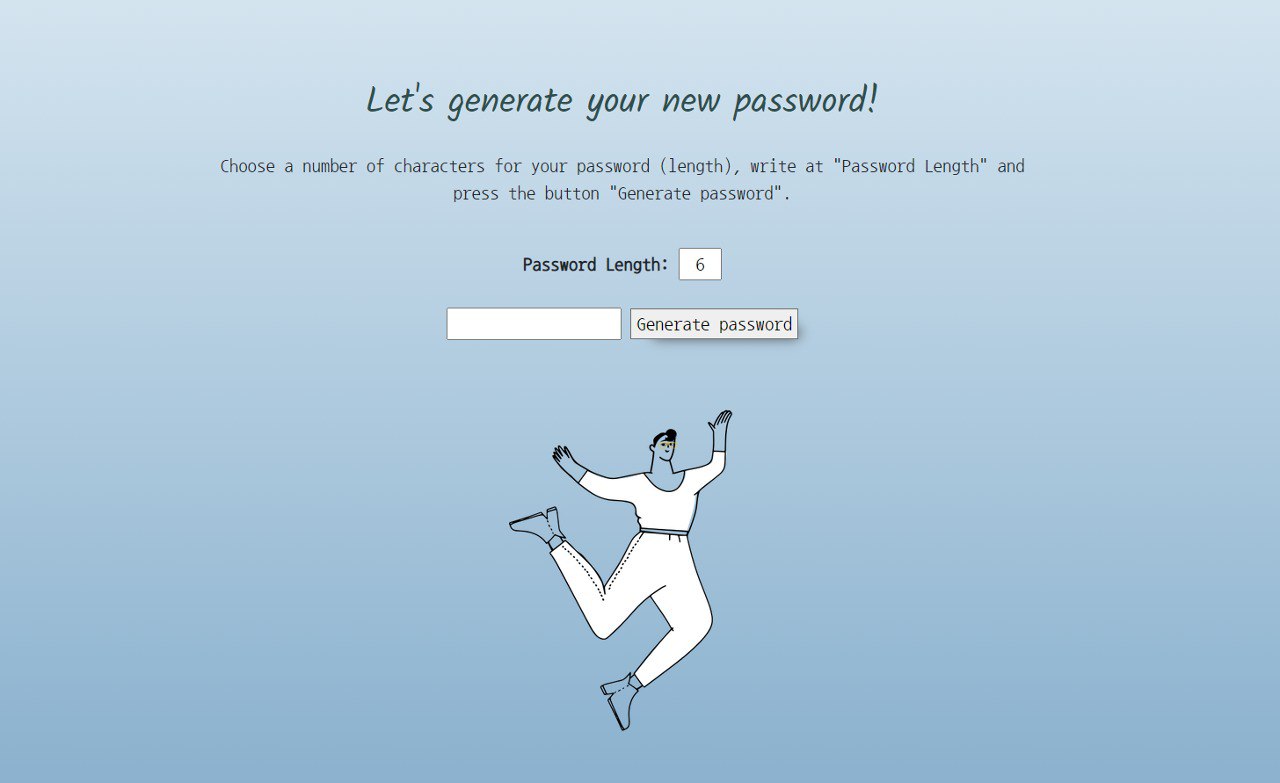 Let's generate your new password!
Choose a number of characters for your password (length), write at "Password Length" and
press the button "Generate password".
Password Length: 6
Generate password